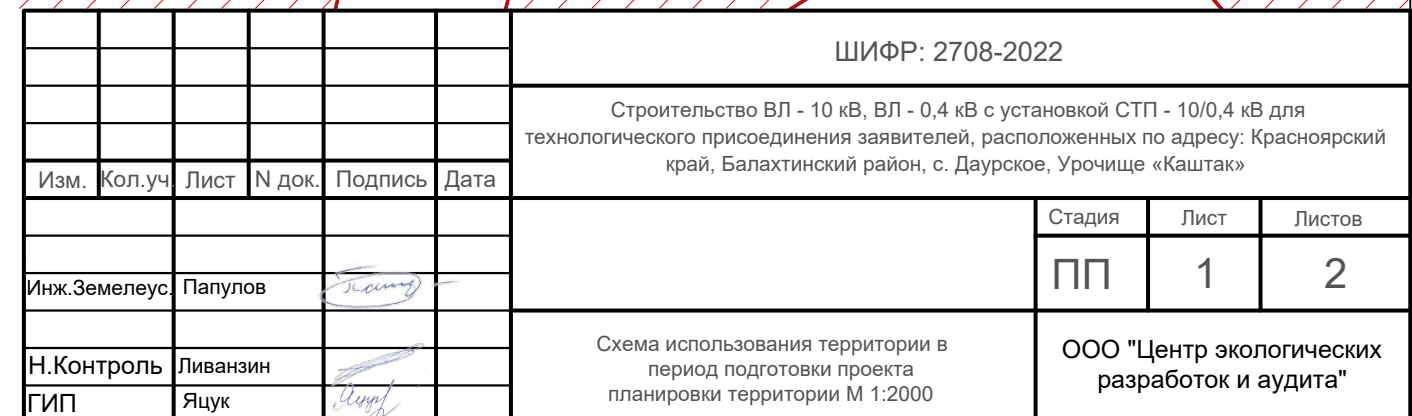 ШИФР: 2708-2022
Строительство ВЛ - 10 кВ, ВЛ - 0,4 кВ с установкой СТП - 10/0,4 кВ для
технологического присоединения заявителей, расположенных по адресу: Красноярский
край, Балахтинский район, с. Даурское, Урочище «Каштак»
Изм. Кол.уч. Лист N док. Подпись Дата
Стадия Лист Листов
ПП 1 2
Инж.Земелеус. Папулов
Схема использования территории в
период подготовки проекта
планировки территории М 1:2000
ООО "Центр экологических
разработок и аудита"
Н.Контроль Ливанзин
ГИП Яцук